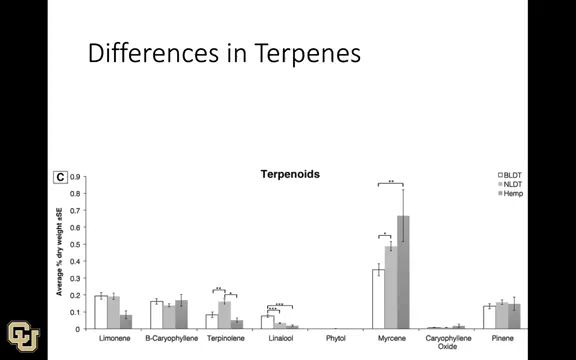 Differences in Terpenes
C
Terpenoids
BLDT
NLDT
Hemp
Average % dry weight ±SE
0.9
0.8
0.7
0.6
0.5
0.4
0.3
0.2
0.1
0
**
*
***
***
*
**
Limonene
B-Caryophyllene
Terpinolene
Linalool
Phytol
Myrcene
Caryophyllene
Oxide
Pinene
CU